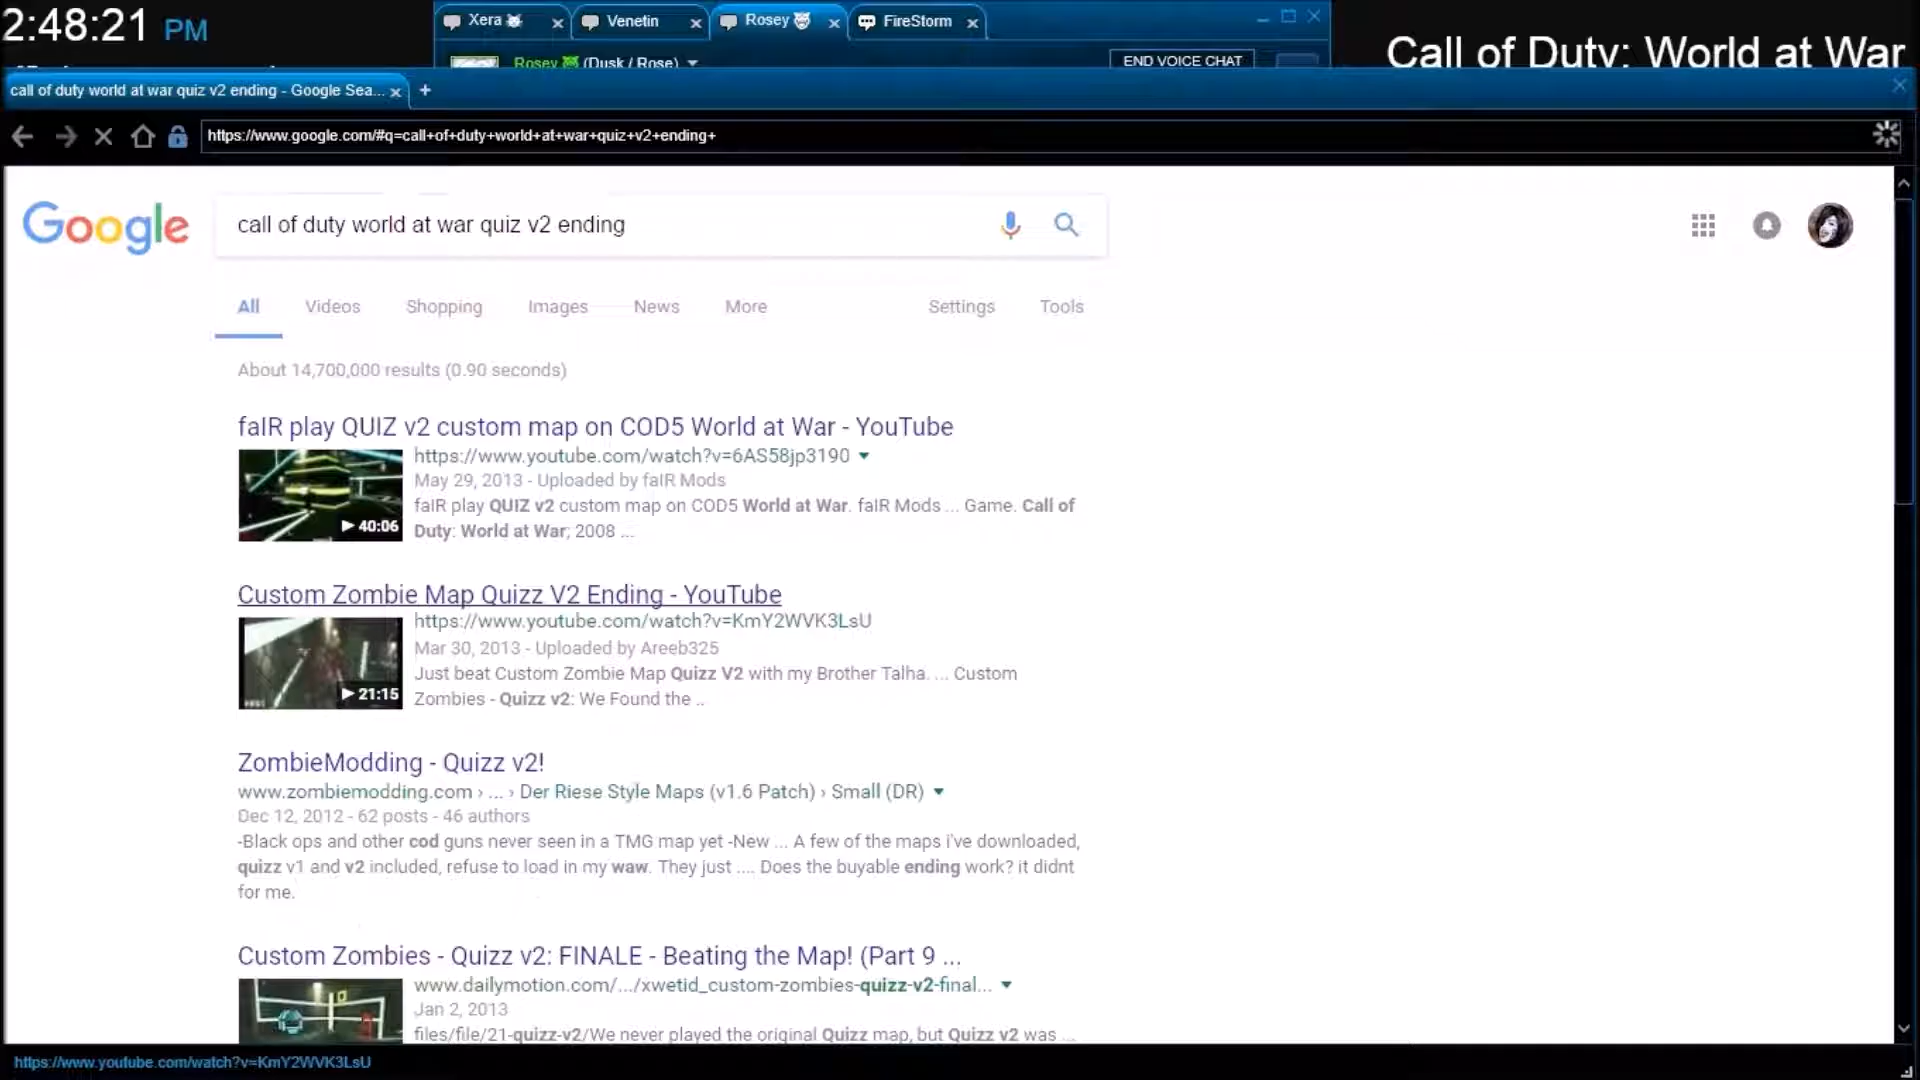 2:48:21 PM
Xera
Venetin
Rosey
FireStorm
Call of Duty: World at War
Rosey (Dusk / Rose)
END VOICE CHAT
call of duty world at war quiz v2 ending - Google Sea...
https://www.google.com/#q=call+of+duty+world+at+war+quiz+v2+ending+
Google
call of duty world at war quiz v2 ending
All Videos Shopping Images News More Settings Tools
About 14,700,000 results (0.90 seconds)
faIR play QUIZ v2 custom map on COD5 World at War - YouTube
https://www.youtube.com/watch?v=6AS58jp3190
May 29, 2013 - Uploaded by faIR Mods
faIR play QUIZ v2 custom map on COD5 World at War. faIR Mods ... Game. Call of
Duty: World at War; 2008 ...
40:06
Custom Zombie Map Quizz V2 Ending - YouTube
https://www.youtube.com/watch?v=KmY2WVK3LsU
Mar 30, 2013 - Uploaded by Areeb325
Just beat Custom Zombie Map Quizz V2 with my Brother Talha. ... Custom
Zombies - Quizz v2: We Found the ..
21:15
ZombieModding - Quizz v2!
www.zombiemodding.com › ... › Der Riese Style Maps (v1.6 Patch) › Small (DR)
Dec 12, 2012 - 62 posts - 46 authors
-Black ops and other cod guns never seen in a TMG map yet -New ... A few of the maps i've downloaded,
quizz v1 and v2 included, refuse to load in my waw. They just .... Does the buyable ending work? it didnt
for me.
Custom Zombies - Quizz v2: FINALE - Beating the Map! (Part 9 ...
www.dailymotion.com/.../xwetid_custom-zombies-quizz-v2-final...
Jan 2, 2013
files/file/21-quizz-v2/We never played the original Quizz map, but Quizz v2 was ...
https://www.youtube.com/watch?v=KmY2WVK3LsU